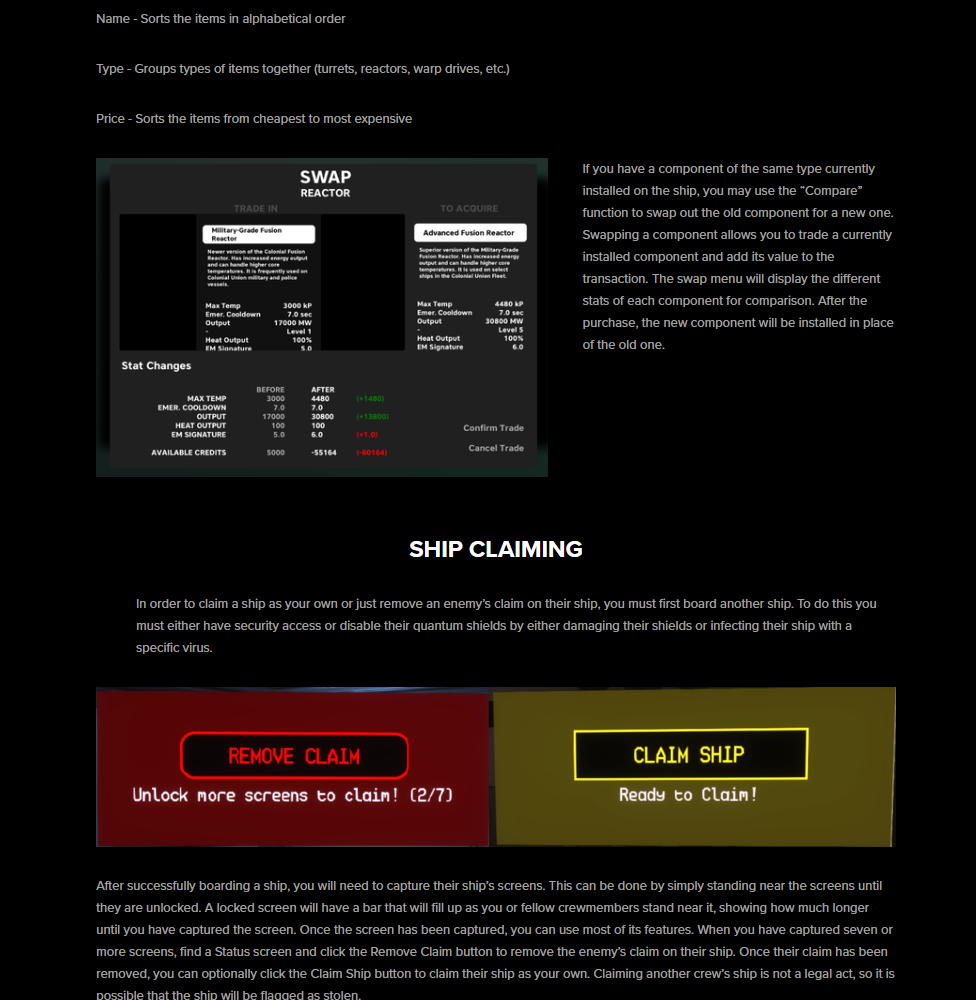 Name - Sorts the items in alphabetical order
Type - Groups types of items together (turrets, reactors, warp drives, etc.)
Price - Sorts the items from cheapest to most expensive
SWAP
REACTOR
TRADE IN
TO ACQUIRE
Military-Grade Fusion
Reactor
Newer version of the Colonial Fusion
Reactor. Has increased energy output
and can handle higher core
temperatures. It is frequently used on
Colonial Union military and police
vessels.
Max Temp 3000 kP
Emer. Cooldown 7.0 sec
Output 17000 MW
- Level 1
Heat Output 100%
EM Signature 5.0
Advanced Fusion Reactor
Superior version of the Military-Grade
Fusion Reactor. Has increased energy
output and can handle higher core
temperatures. It is used on select
ships in the Colonial Union Fleet.
Max Temp 4480 kP
Emer. Cooldown 7.0 sec
Output 30800 MW
- Level 5
Heat Output 100%
EM Signature 6.0
Stat Changes
BEFORE AFTER
MAX TEMP 3000 4480 (+1480)
EMER. COOLDOWN 7.0 7.0
OUTPUT 17000 30800 (+13800)
HEAT OUTPUT 100 100
EM SIGNATURE 5.0 6.0 (+1.0)
AVAILABLE CREDITS 5000 -55164 (-60164)
Confirm Trade
Cancel Trade
If you have a component of the same type currently
installed on the ship, you may use the “Compare”
function to swap out the old component for a new one.
Swapping a component allows you to trade a currently
installed component and add its value to the
transaction. The swap menu will display the different
stats of each component for comparison. After the
purchase, the new component will be installed in place
of the old one.
SHIP CLAIMING
In order to claim a ship as your own or just remove an enemy’s claim on their ship, you must first board another ship. To do this you
must either have security access or disable their quantum shields by either damaging their shields or infecting their ship with a
specific virus.
REMOVE CLAIM
Unlock more screens to claim! (2/7)
CLAIM SHIP
Ready to Claim!
After successfully boarding a ship, you will need to capture their ship’s screens. This can be done by simply standing near the screens until
they are unlocked. A locked screen will have a bar that will fill up as you or fellow crewmembers stand near it, showing how much longer
until you have captured the screen. Once the screen has been captured, you can use most of its features. When you have captured seven or
more screens, find a Status screen and click the Remove Claim button to remove the enemy’s claim on their ship. Once their claim has been
removed, you can optionally click the Claim Ship button to claim their ship as your own. Claiming another crew’s ship is not a legal act, so it is
possible that the ship will be flagged as stolen.